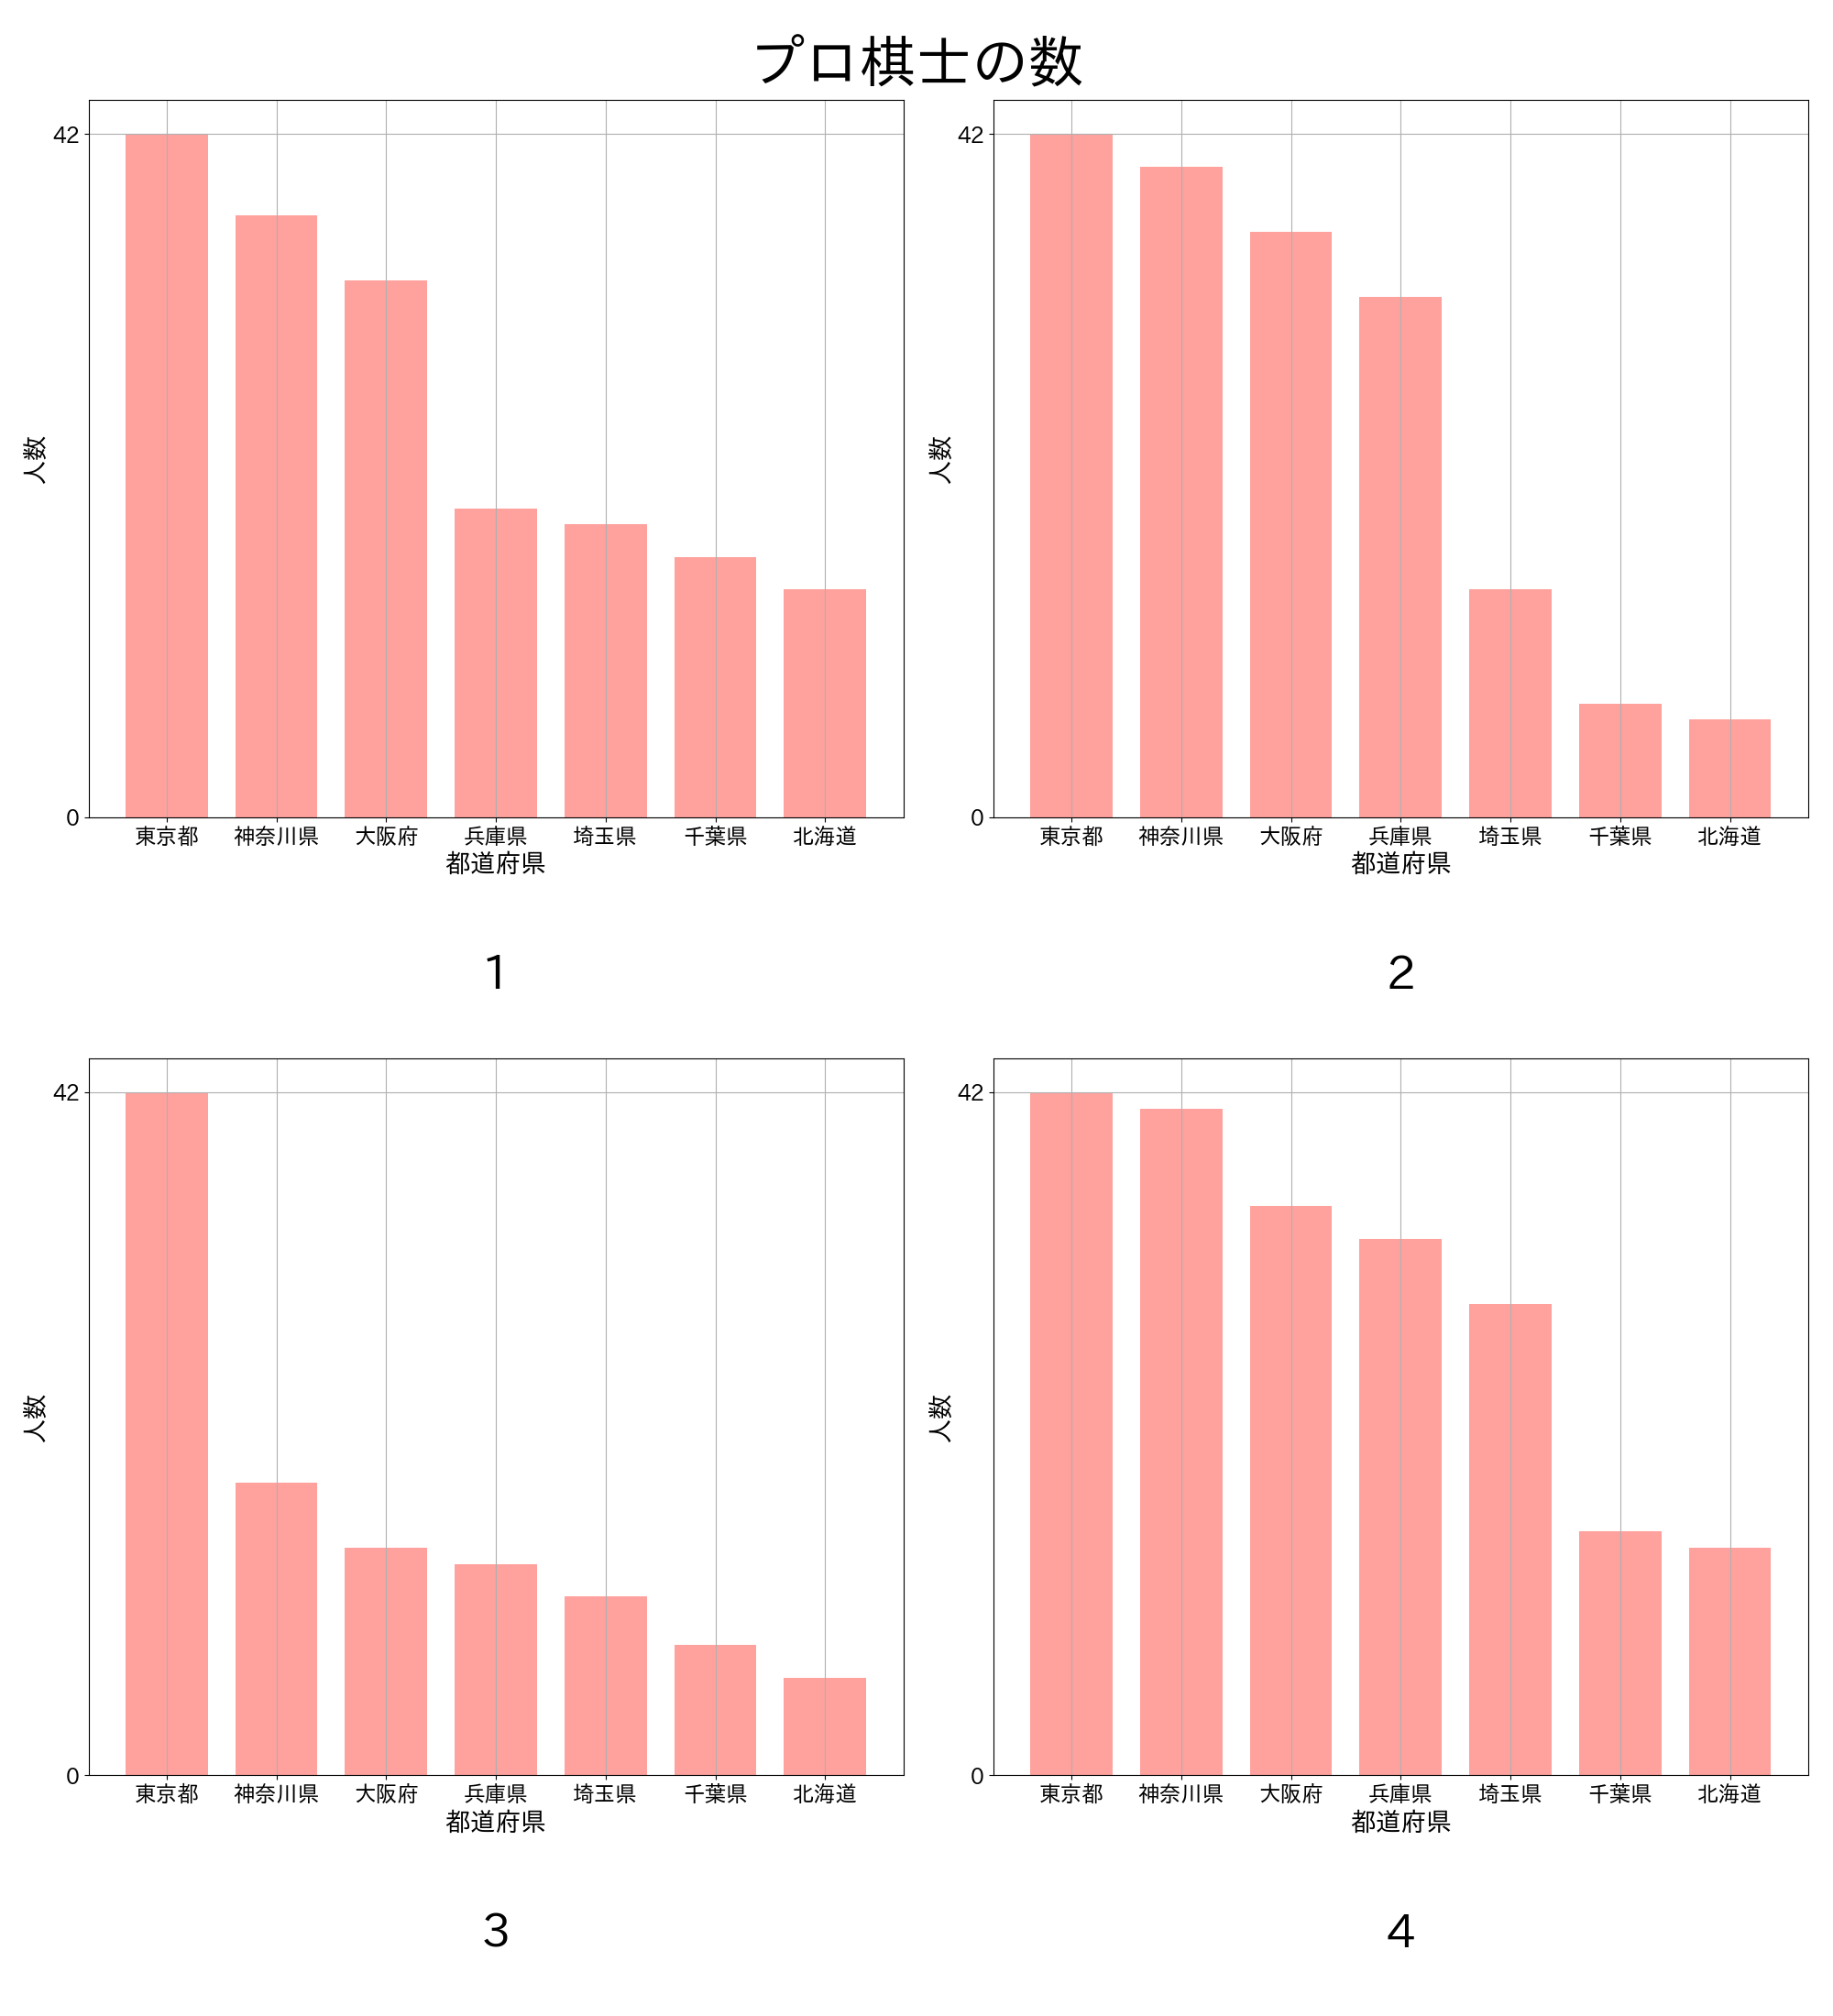 プロ棋士の数
42
0
人数
東京都 神奈川県 大阪府 兵庫県 埼玉県 千葉県 北海道
都道府県
1
42
0
人数
東京都 神奈川県 大阪府 兵庫県 埼玉県 千葉県 北海道
都道府県
2
42
0
人数
東京都 神奈川県 大阪府 兵庫県 埼玉県 千葉県 北海道
都道府県
3
42
0
人数
東京都 神奈川県 大阪府 兵庫県 埼玉県 千葉県 北海道
都道府県
4